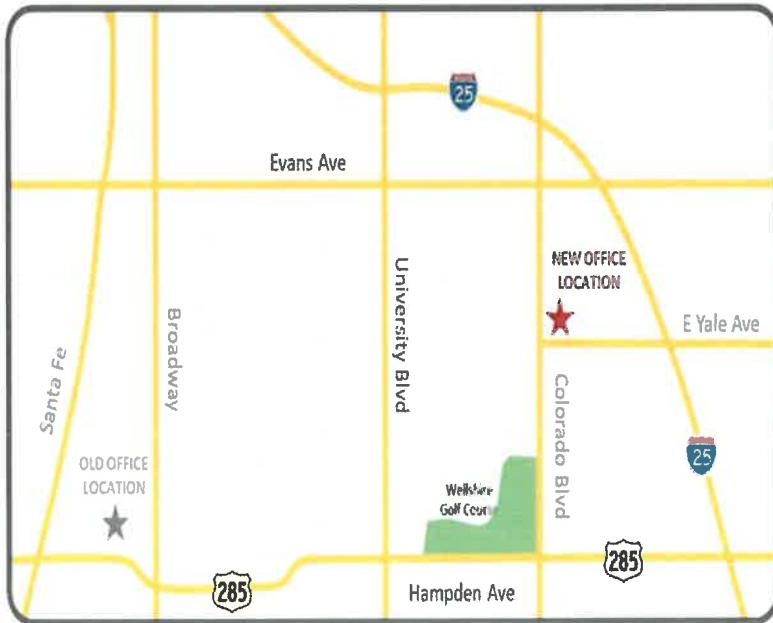 25
Evans Ave
NEW OFFICE
LOCATION
University Blvd
Broadway
E Yale Ave
Santa Fe
Colorado Blvd
OLD OFFICE
LOCATION
25
Wellshire
Golf Course
285
285
Hampden Ave